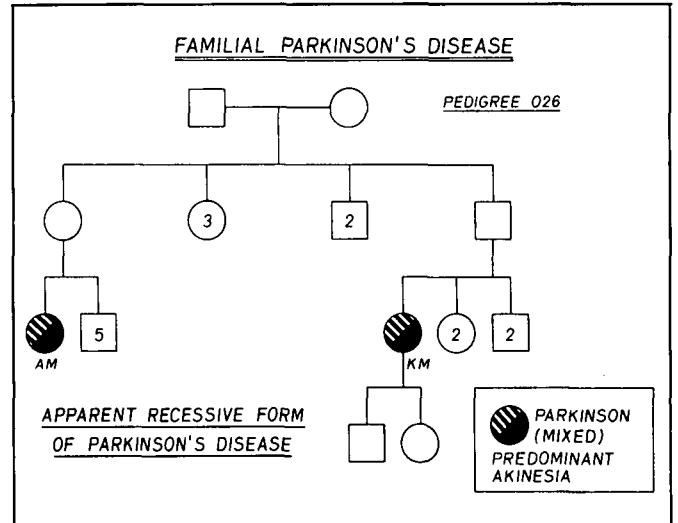 FAMILIAL PARKINSON'S DISEASE
PEDIGREE 026
3
2
5
2
2
AM
KM
APPARENT RECESSIVE FORM
OF PARKINSON'S DISEASE
PARKINSON
(MIXED)
PREDOMINANT
AKINESIA